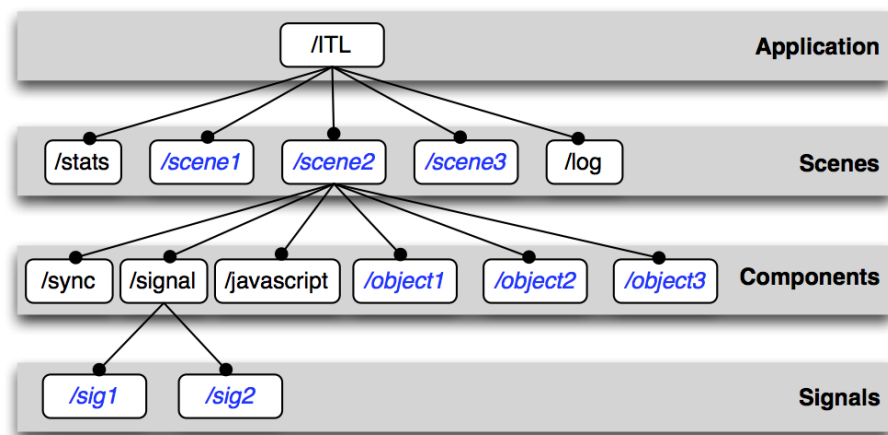 /ITL
Application
/stats
/scene1
/scene2
/scene3
/log
Scenes
/sync
/signal
/javascript
/object1
/object2
/object3
Components
/sig1
/sig2
Signals